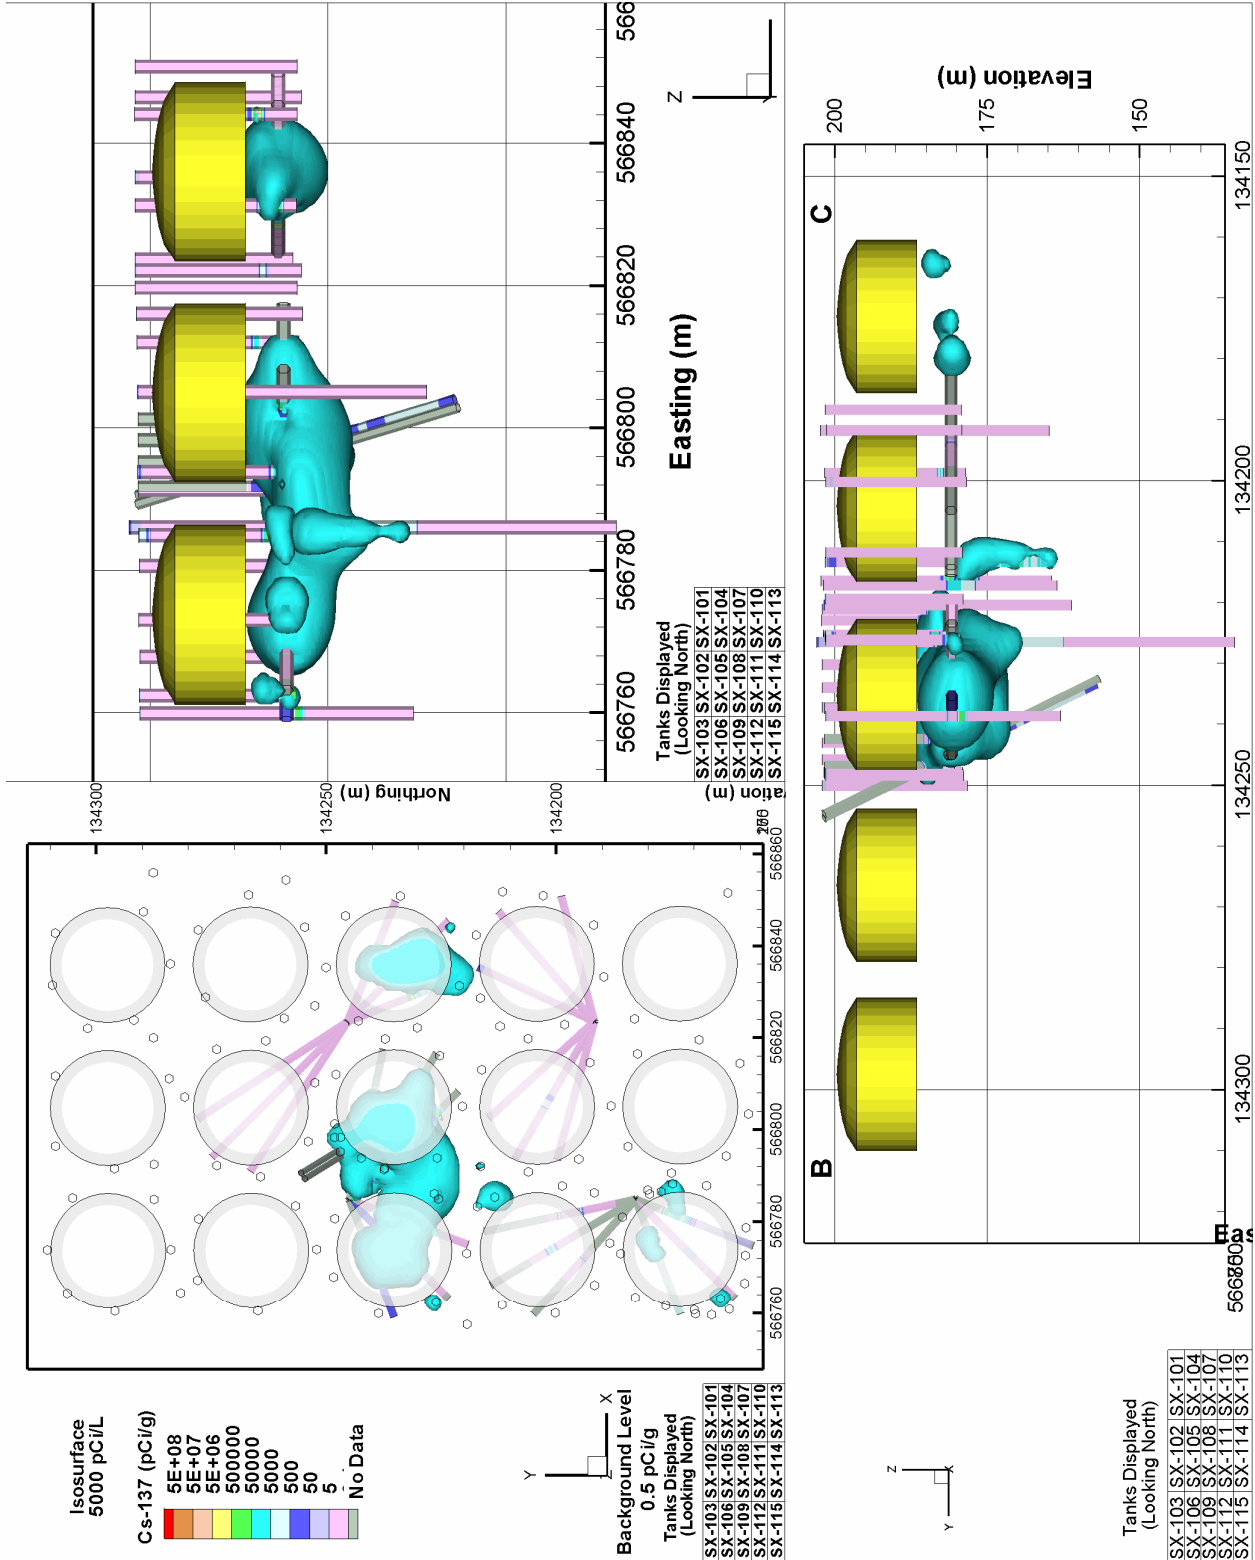 Isosurface
5000 pCi/L
Cs-137 (pCi/g)
5E+08
5E+07
5E+06
500000
50000
5000
500
50
5
No Data
Y
X
Z
Background Level
0.5 pCi/g
Tanks Displayed
(Looking North)
SX-103 SX-102 SX-101
SX-106 SX-105 SX-104
SX-109 SX-108 SX-107
SX-112 SX-111 SX-110
SX-115 SX-114 SX-113
134300
134250
134200
Northing (m)
566760
566780
566800
566820
566840
566860
566760
566780
566800
566820
566840
566
Easting (m)
Z
Y
Tanks Displayed
(Looking North)
SX-103 SX-102 SX-101
SX-106 SX-105 SX-104
SX-109 SX-108 SX-107
SX-112 SX-111 SX-110
SX-115 SX-114 SX-113
vation (m)
B
C
Elevation (m)
200
175
150
134300
134250
134200
134150
Eas
Z
Y
X
Tanks Displayed
(Looking North)
SX-103 SX-102 SX-101
SX-106 SX-105 SX-104
SX-109 SX-108 SX-107
SX-112 SX-111 SX-110
SX-115 SX-114 SX-113